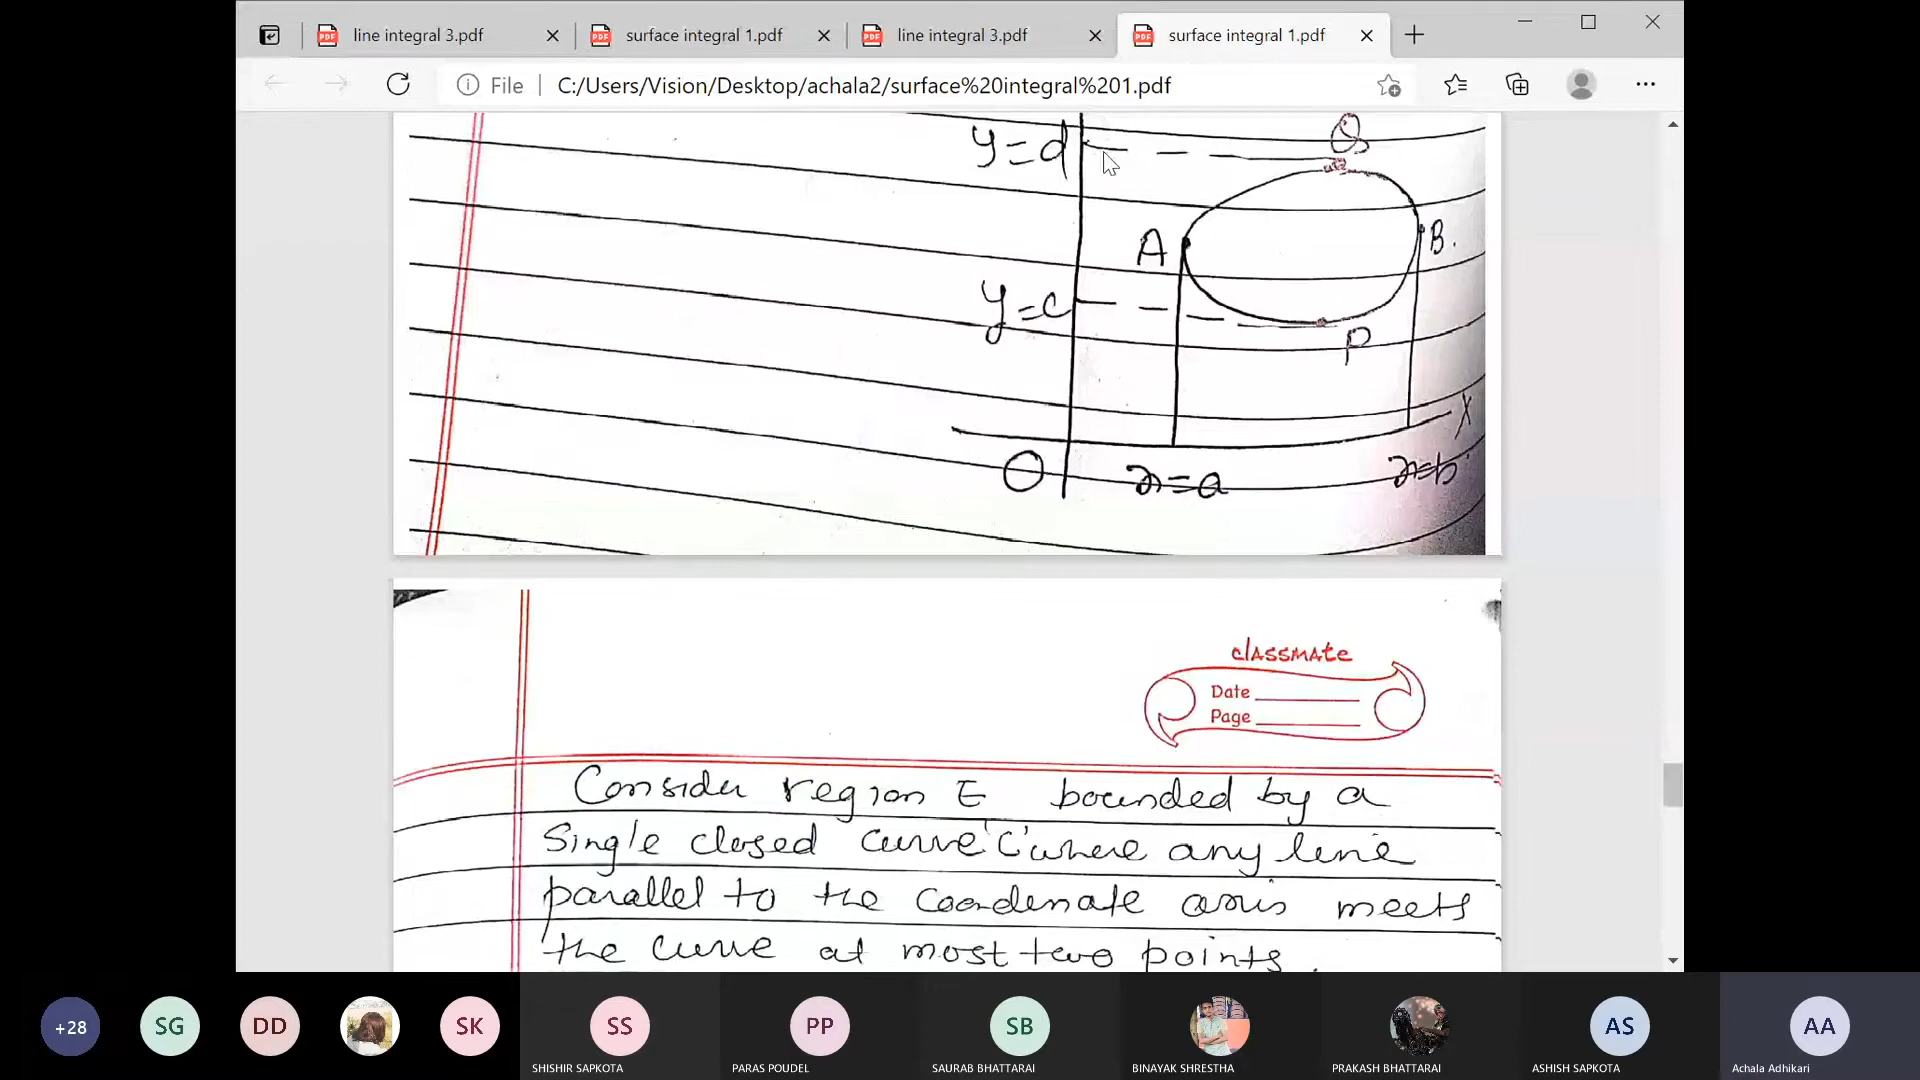 line integral 3.pdf
surface integral 1.pdf
line integral 3.pdf
surface integral 1.pdf
File
C:/Users/Vision/Desktop/achala2/surface%20integral%201.pdf
y=d
Q
A
B.
y=c
P
X
O
x=a
x=b
classmate
Date
Page
Consider region E bounded by a
single closed curve 'C' where any line
parallel to the coordenate axis meets
the curve at most two points.
+28
SG
DD
SK
SS
PP
SB
AS
AA
SHISHIR SAPKOTA
PARAS POUDEL
SAURAB BHATTARAI
BINAYAK SHRESTHA
PRAKASH BHATTARAI
ASHISH SAPKOTA
Achala Adhikari